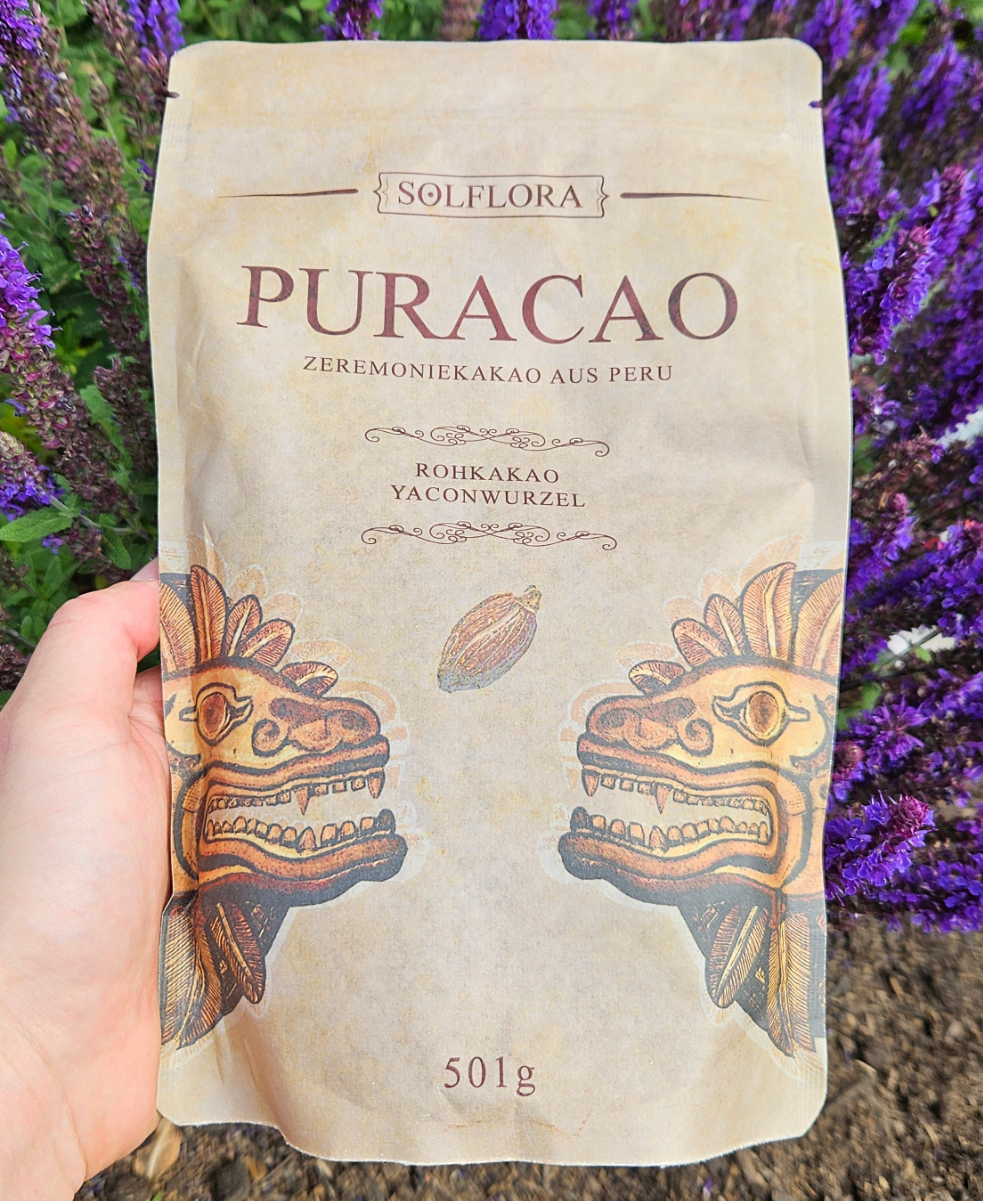 SOLFLORA
PURACAO
ZEREMONIEKAKAO AUS PERU
ROHKAKAO
YACONWURZEL
501g